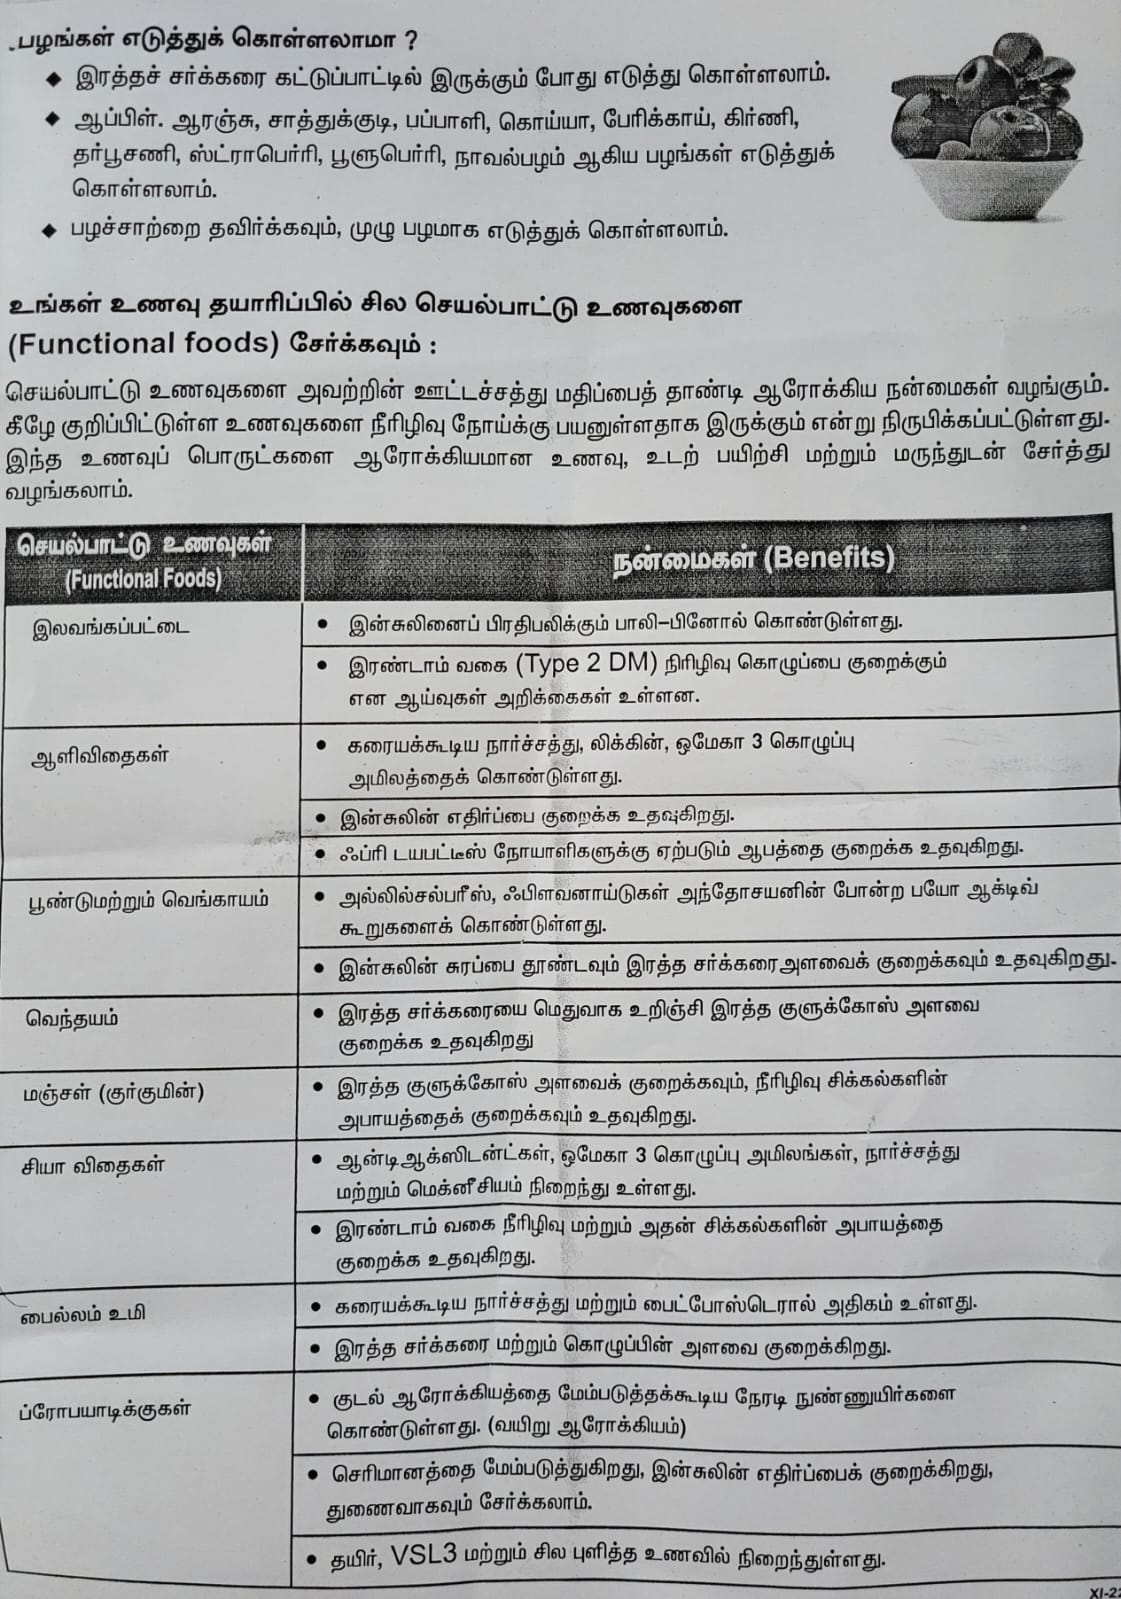 பழங்கள் எடுத்துக் கொள்ளலாமா ?
◆ இரத்தச் சர்க்கரை கட்டுப்பாட்டில் இருக்கும் போது எடுத்து கொள்ளலாம்.
◆ ஆப்பிள். ஆரஞ்சு, சாத்துக்குடி, பப்பாளி, கொய்யா, பேரிக்காய், கிர்ணி,
தர்பூசணி, ஸ்ட்ராபெர்ரி, பூளுபெர்ரி, நாவல்பழம் ஆகிய பழங்கள் எடுத்துக்
கொள்ளலாம்.
◆ பழச்சாற்றை தவிர்க்கவும், முழு பழமாக எடுத்துக் கொள்ளலாம்.
உங்கள் உணவு தயாரிப்பில் சில செயல்பாட்டு உணவுகளை
(Functional foods) சேர்க்கவும் :
செயல்பாட்டு உணவுகளை அவற்றின் ஊட்டச்சத்து மதிப்பைத் தாண்டி ஆரோக்கிய நன்மைகள் வழங்கும்.
கீழே குறிப்பிட்டுள்ள உணவுகளை நீரிழிவு நோய்க்கு பயனுள்ளதாக இருக்கும் என்று நிருபிக்கப்பட்டுள்ளது.
இந்த உணவுப் பொருட்களை ஆரோக்கியமான உணவு, உடற் பயிற்சி மற்றும் மருந்துடன் சேர்த்து
வழங்கலாம்.
செயல்பாட்டு உணவுகள்
(Functional Foods)
நன்மைகள் (Benefits)
இலவங்கப்பட்டை
• இன்சுலினைப் பிரதிபலிக்கும் பாலி-பினோல் கொண்டுள்ளது.
• இரண்டாம் வகை (Type 2 DM) நிரிழிவு கொழுப்பை குறைக்கும்
என ஆய்வுகள் அறிக்கைகள் உள்ளன.
ஆளிவிதைகள்
• கரையக்கூடிய நார்ச்சத்து, லிக்கின், ஒமேகா 3 கொழுப்பு
அமிலத்தைக் கொண்டுள்ளது.
• இன்சுலின் எதிர்ப்பை குறைக்க உதவுகிறது.
• ஃப்ரி டயபட்டீஸ் நோயாளிகளுக்கு ஏற்படும் ஆபத்தை குறைக்க உதவுகிறது.
பூண்டுமற்றும் வெங்காயம்
• அல்லில்சல்பரீஸ், ஃபிளவனாய்டுகள் அந்தோசயனின் போன்ற பயோ ஆக்டிவ்
கூறுகளைக் கொண்டுள்ளது.
• இன்சுலின் சுரப்பை தூண்டவும் இரத்த சர்க்கரைஅளவைக் குறைக்கவும் உதவுகிறது.
வெந்தயம்
• இரத்த சர்க்கரையை மெதுவாக உறிஞ்சி இரத்த குளுக்கோஸ் அளவை
குறைக்க உதவுகிறது
மஞ்சள் (குர்குமின்)
• இரத்த குளுக்கோஸ் அளவைக் குறைக்கவும், நீரிழிவு சிக்கல்களின்
அபாயத்தைக் குறைக்கவும் உதவுகிறது.
சியா விதைகள்
• ஆன்டிஆக்ஸிடன்ட்கள், ஒமேகா 3 கொழுப்பு அமிலங்கள், நார்ச்சத்து
மற்றும் மெக்னீசியம் நிறைந்து உள்ளது.
• இரண்டாம் வகை நீரிழிவு மற்றும் அதன் சிக்கல்களின் அபாயத்தை
குறைக்க உதவுகிறது.
பைல்லம் உமி
• கரையக்கூடிய நார்ச்சத்து மற்றும் பைட்போஸ்டெரால் அதிகம் உள்ளது.
• இரத்த சர்க்கரை மற்றும் கொழுப்பின் அளவை குறைக்கிறது.
ப்ரோபயாடிக்குகள்
• குடல் ஆரோக்கியத்தை மேம்படுத்தக்கூடிய நேரடி நுண்ணுயிர்களை
கொண்டுள்ளது. (வயிறு ஆரோக்கியம்)
• செரிமானத்தை மேம்படுத்துகிறது, இன்சுலின் எதிர்ப்பைக் குறைக்கிறது,
துணைவாகவும் சேர்க்கலாம்.
• தயிர், VSL3 மற்றும் சில புளித்த உணவில் நிறைந்துள்ளது.
XI-22